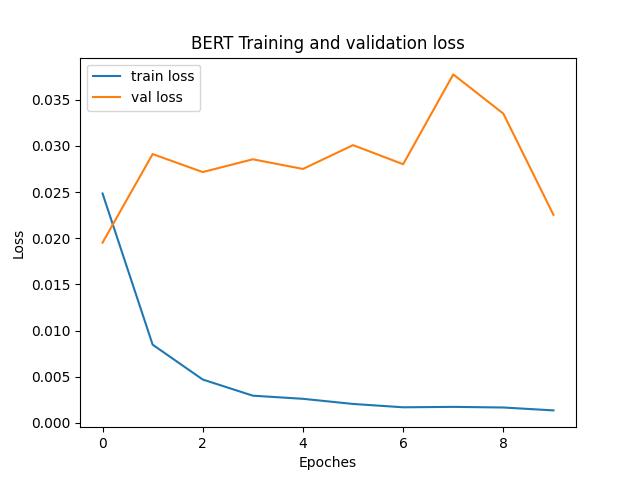 BERT Training and validation loss
train loss
val loss
0.035
0.030
0.025
0.020
0.015
0.010
0.005
0.000
Loss
0 2 4 6 8
Epoches